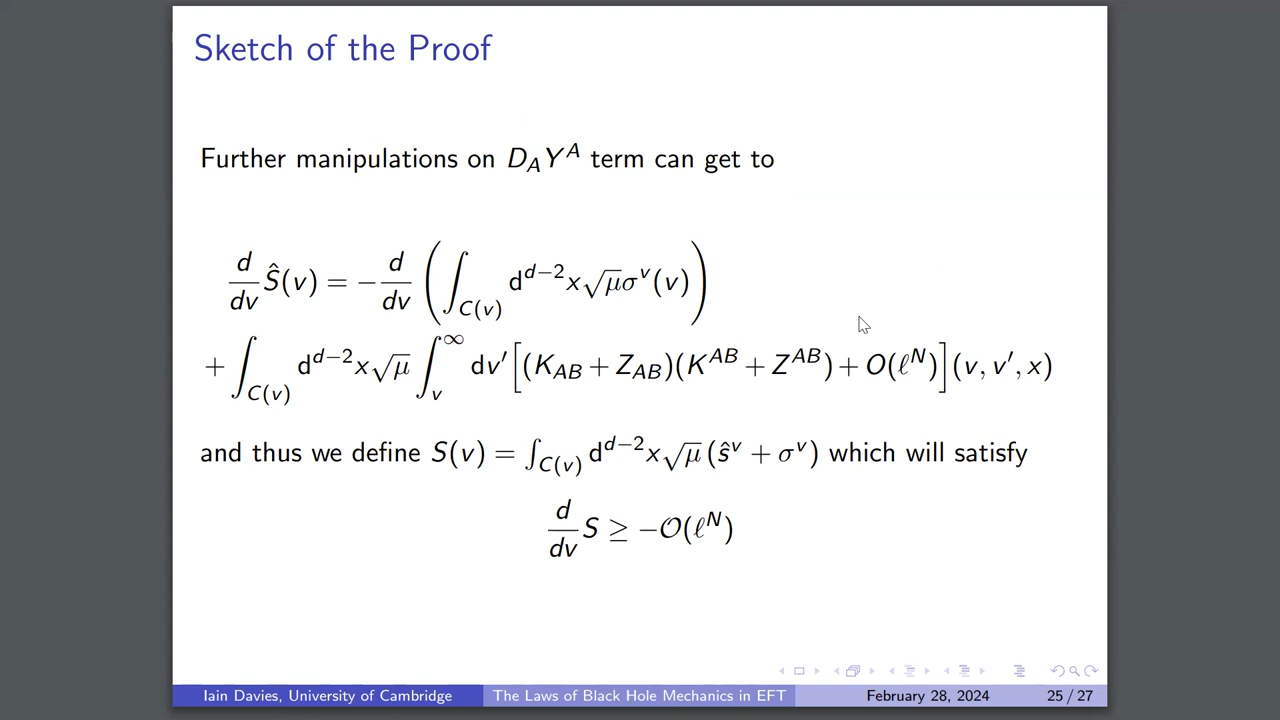 Sketch of the Proof
Further manipulations on D_A Y^A term can get to
d/dv Ŝ(v) = − d/dv ( ∫_{C(v)} d^{d−2}x √μ σ^v(v) )
+ ∫_{C(v)} d^{d−2}x √μ ∫_v^∞ dv′ [ (K_{AB} + Z_{AB})(K^{AB} + Z^{AB}) + O(ℓ^N) ] (v, v′, x)
and thus we define S(v) = ∫_{C(v)} d^{d−2}x √μ (ŝ^v + σ^v) which will satisfy
d/dv S ≥ −𝒪(ℓ^N)
Iain Davies, University of Cambridge The Laws of Black Hole Mechanics in EFT February 28, 2024 25 / 27